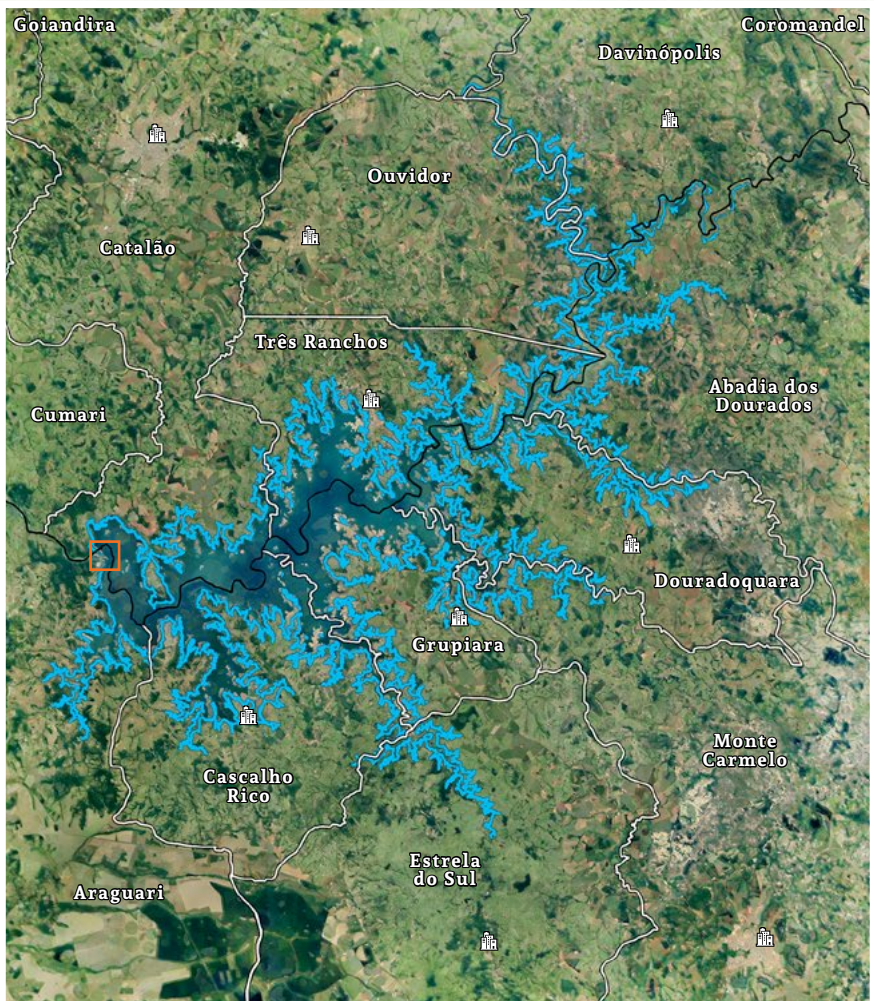 Goiandira
Coromandel
Davinópolis
Ouvidor
Catalão
Três Ranchos
Abadia dos
Dourados
Cumari
Douradoquara
Grupiara
Monte
Carmelo
Cascalho
Rico
Estrela
do Sul
Araguari